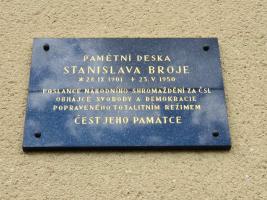 PAMĚTNÍ DESKA
STANISLAVA BROJE
* 28.IX.1901 + 23.V.1950
POSLANCE NÁRODNÍHO SHROMÁŽDĚNÍ ZA ČSL
OBHÁJCE SVOBODY A DEMOKRACIE
POPRAVENÉHO TOTALITNÍM REŽIMEM
ČEST JEHO PAMÁTCE